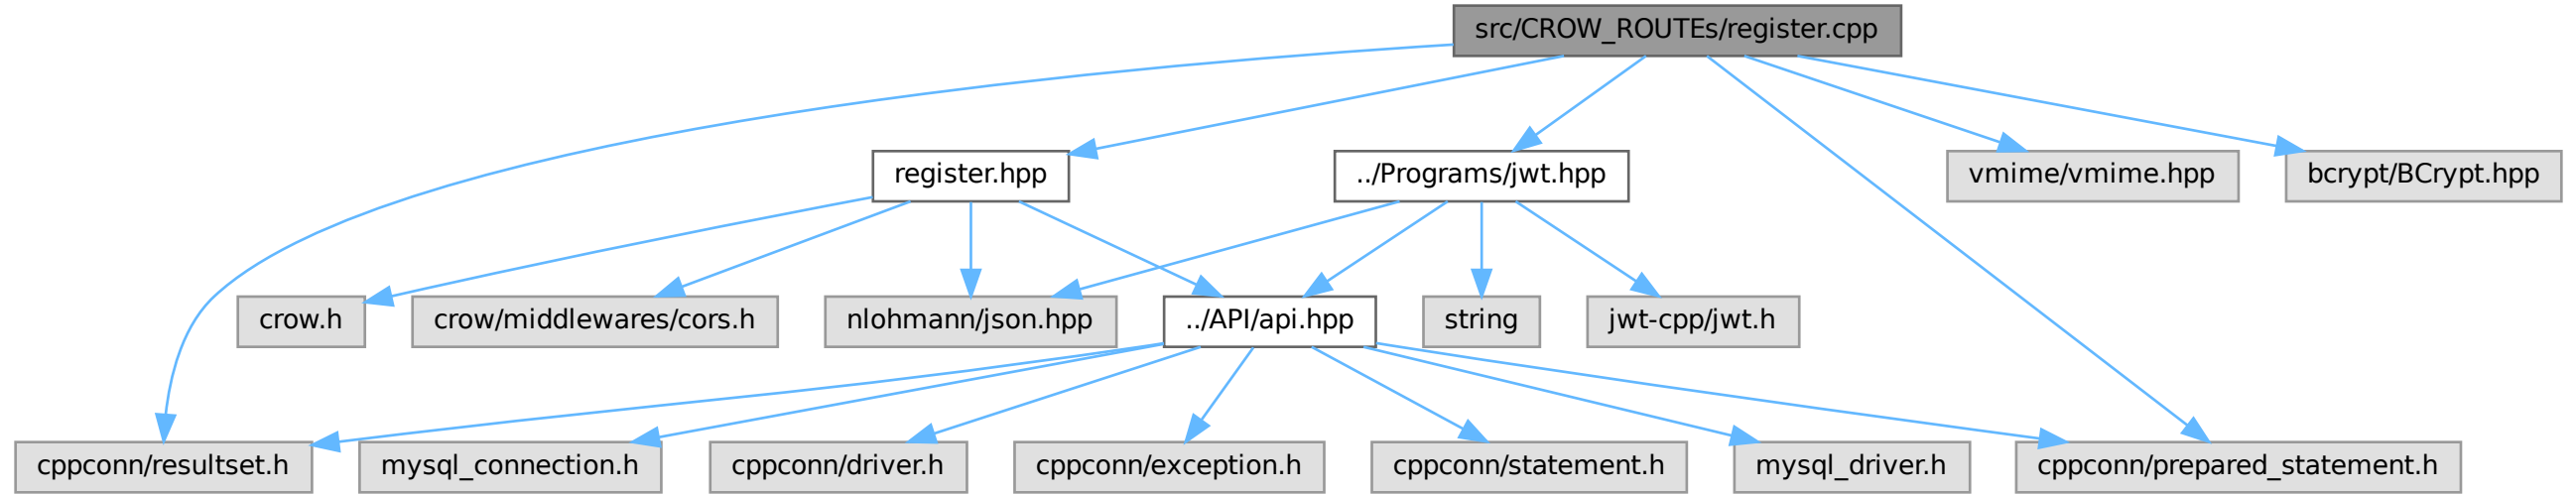 src/CROW_ROUTEs/register.cpp
register.hpp
../Programs/jwt.hpp
vmime/vmime.hpp
bcrypt/BCrypt.hpp
crow.h
crow/middlewares/cors.h
nlohmann/json.hpp
../API/api.hpp
string
jwt-cpp/jwt.h
cppconn/resultset.h
mysql_connection.h
cppconn/driver.h
cppconn/exception.h
cppconn/statement.h
mysql_driver.h
cppconn/prepared_statement.h